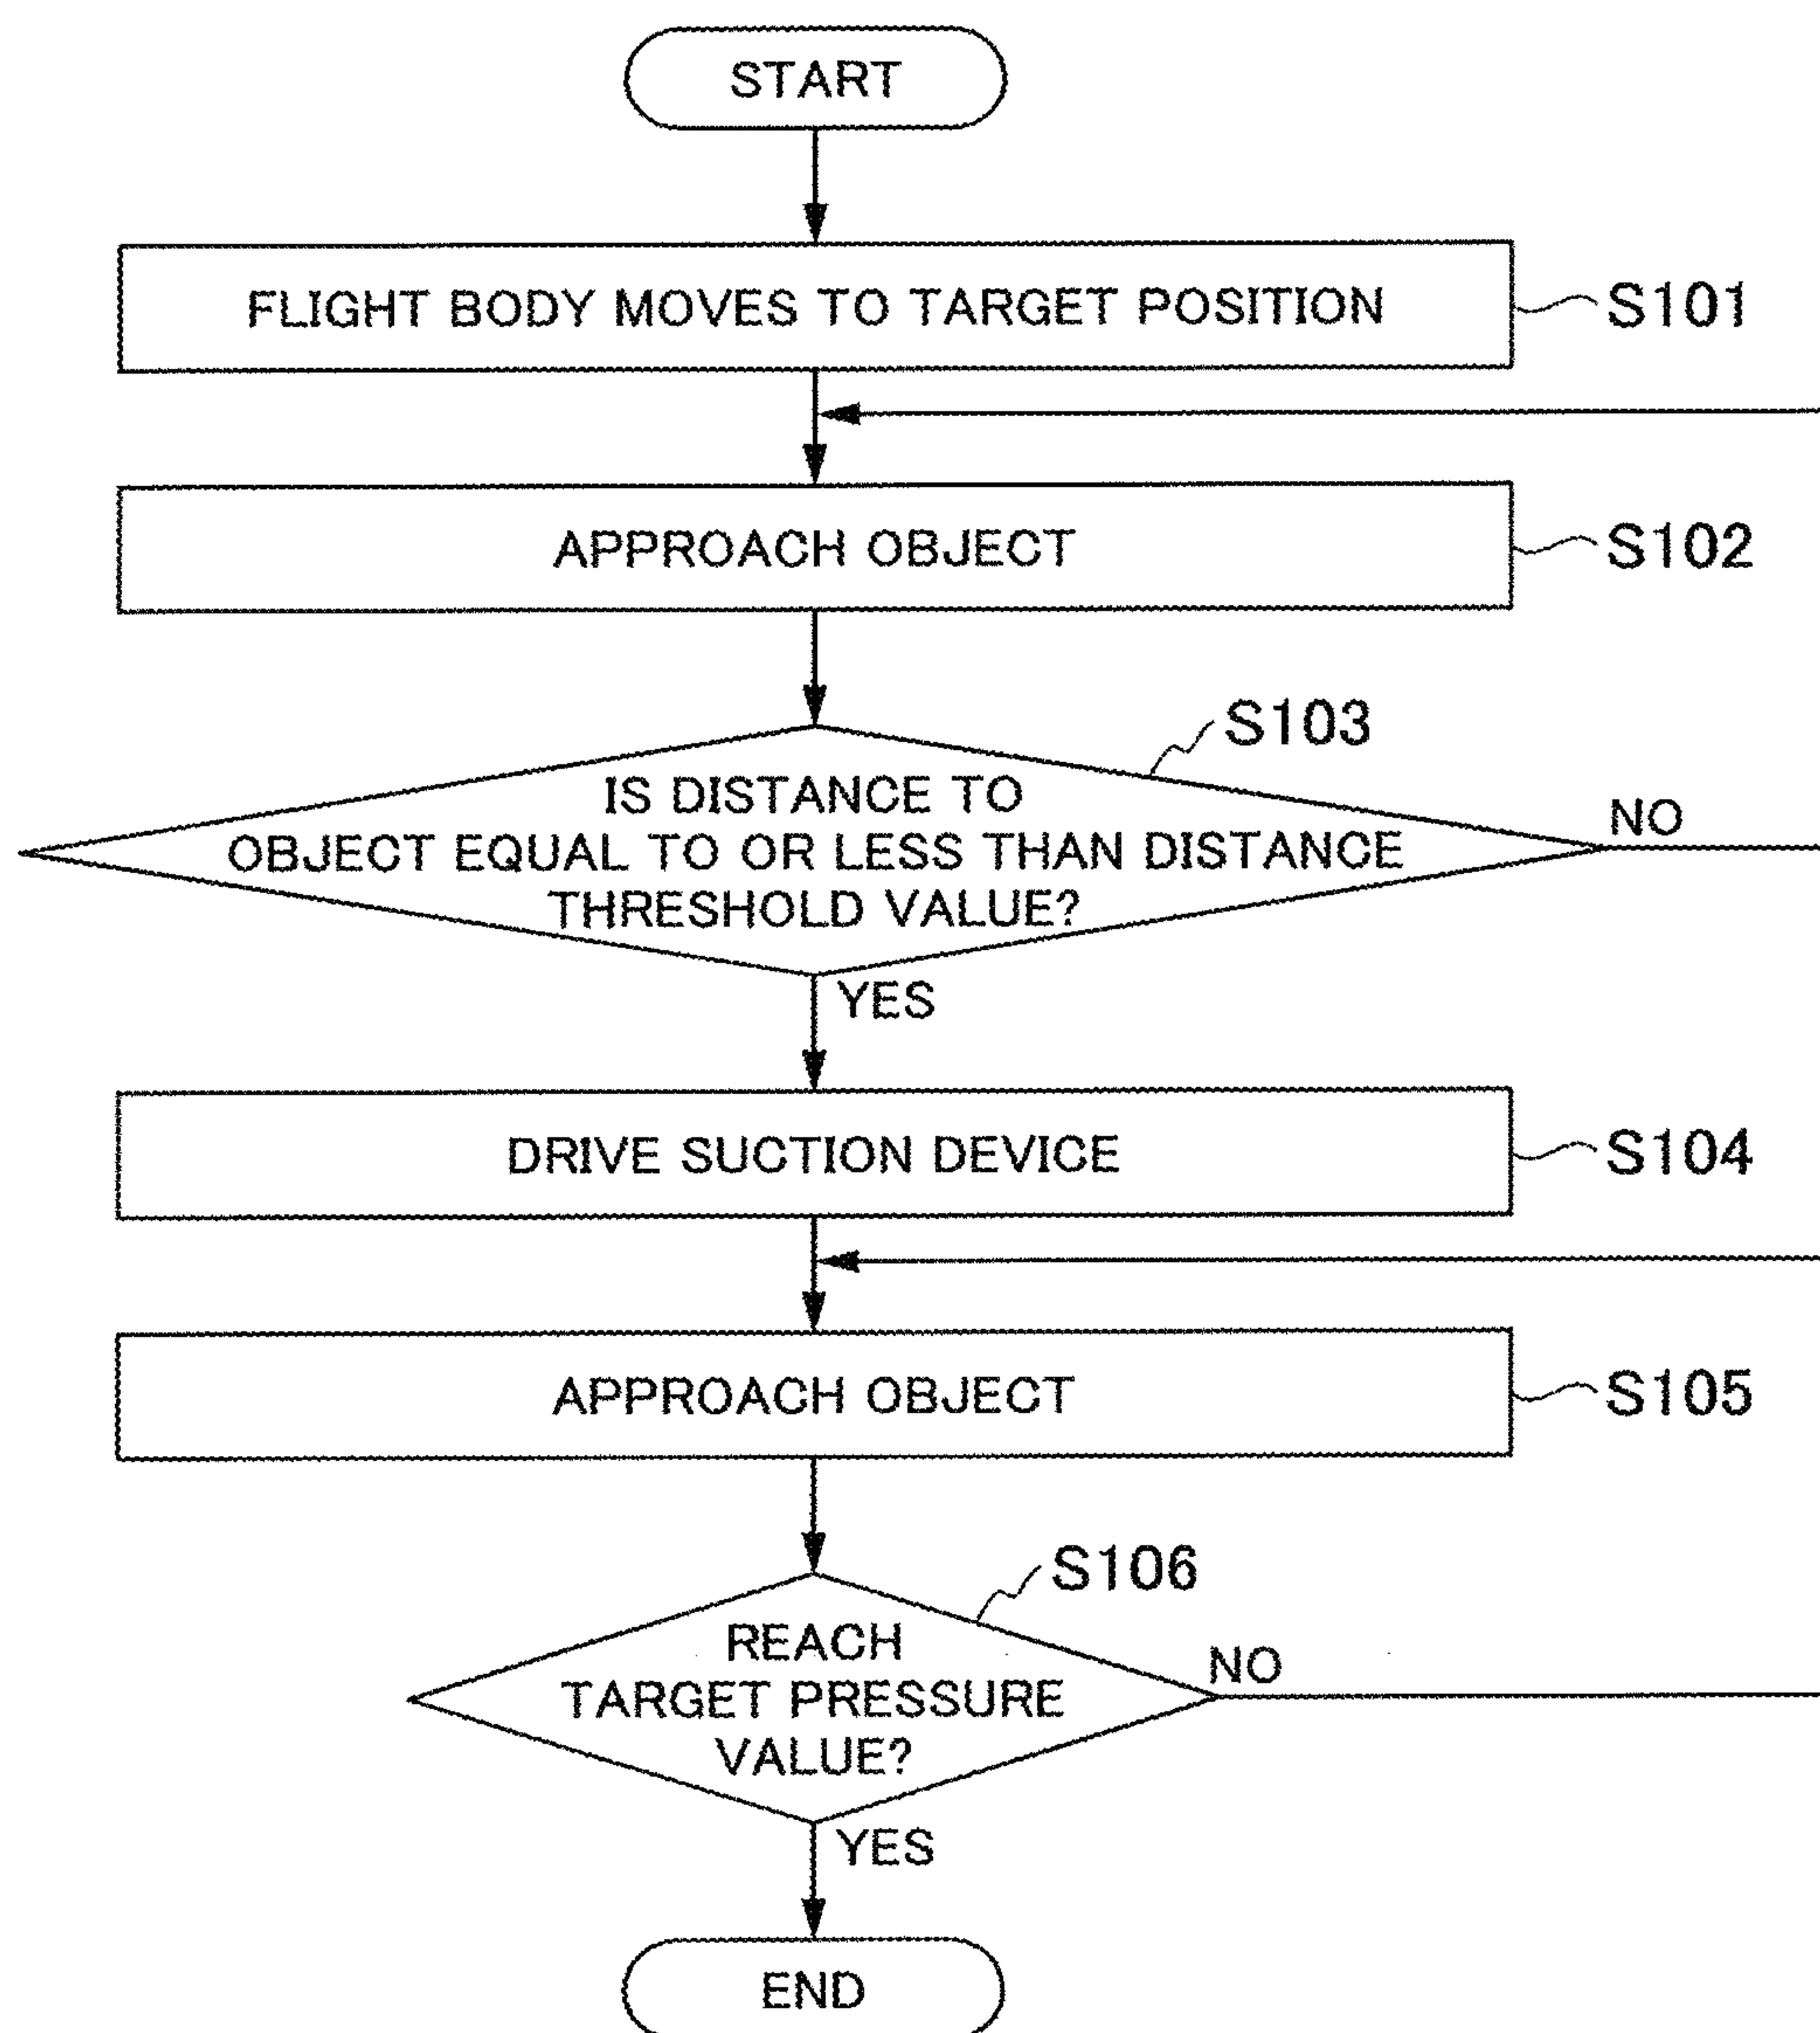 START
FLIGHT BODY MOVES TO TARGET POSITION
S101
APPROACH OBJECT
S102
S103
IS DISTANCE TO
OBJECT EQUAL TO OR LESS THAN DISTANCE
THRESHOLD VALUE?
NO
YES
DRIVE SUCTION DEVICE
S104
APPROACH OBJECT
S105
S106
REACH
TARGET PRESSURE
VALUE?
NO
YES
END